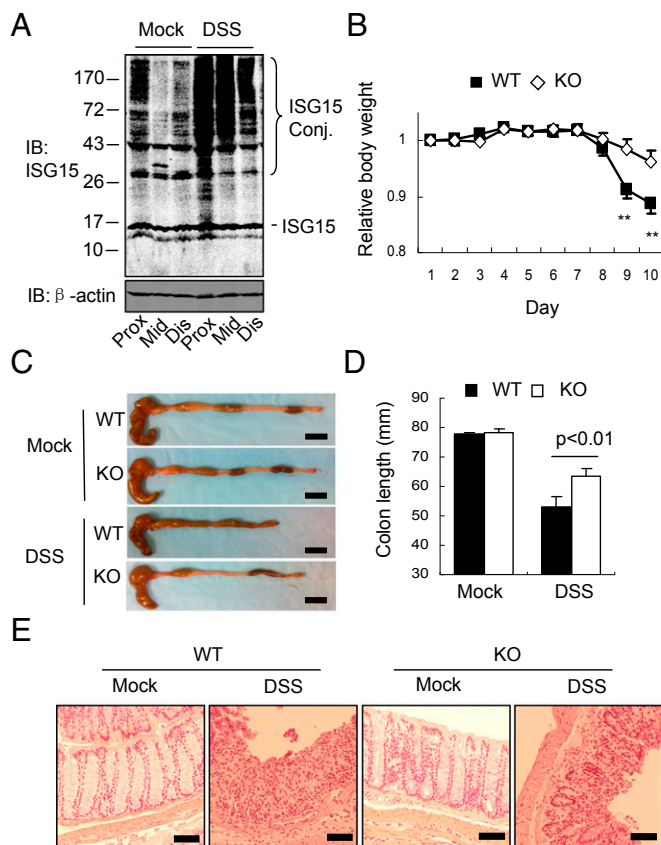 A
Mock DSS
170
72
43
IB:
ISG15
26
17
10
ISG15
Conj.
- ISG15
IB: β -actin
Prox Mid Dis Prox Mid Dis
B
WT KO
Relative body weight
1
0.9
0.8
**
**
1 2 3 4 5 6 7 8 9 10
Day
C
Mock
WT
KO
DSS
WT
KO
D
WT KO
Colon length (mm)
90
80
70
60
50
40
30
p<0.01
Mock DSS
E
WT KO
Mock DSS Mock DSS